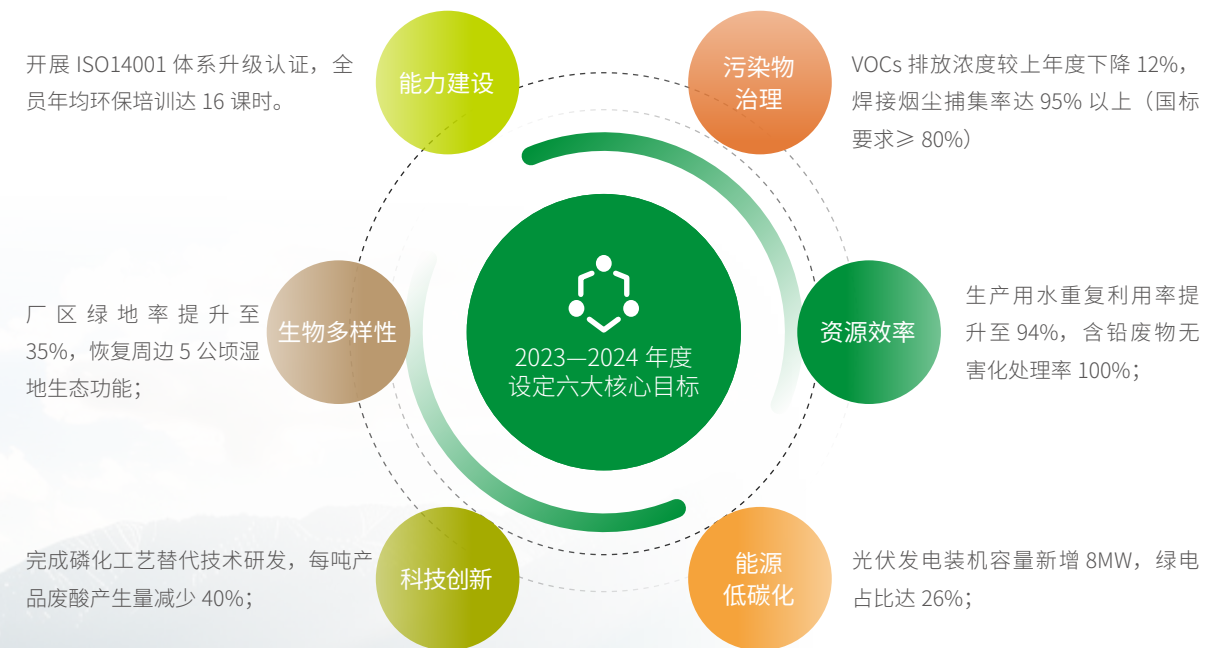 能力建设
开展 ISO14001 体系升级认证，全
员年均环保培训达 16 课时。
污染物
治理
VOCs 排放浓度较上年度下降 12%，
焊接烟尘捕集率达 95% 以上（国标
要求≥ 80%）
生物多样性
厂区绿地率提升至
35%，恢复周边 5 公顷湿
地生态功能；
2023—2024 年度
设定六大核心目标
资源效率
生产用水重复利用率提
升至 94%，含铅废物无
害化处理率 100%；
科技创新
完成磷化工艺替代技术研发，每吨产
品废酸产生量减少 40%；
能源
低碳化
光伏发电装机容量新增 8MW，绿电
占比达 26%；